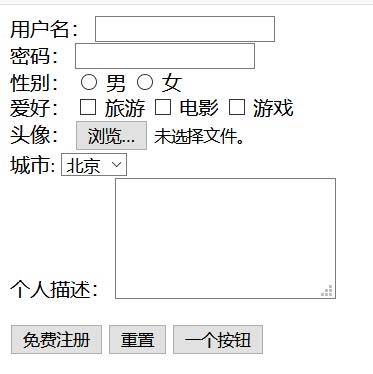 用户名：
密码：
性别： 男 女
爱好： 旅游 电影 游戏
头像： 浏览... 未选择文件。
城市: 北京
个人描述：
免费注册 重置 一个按钮